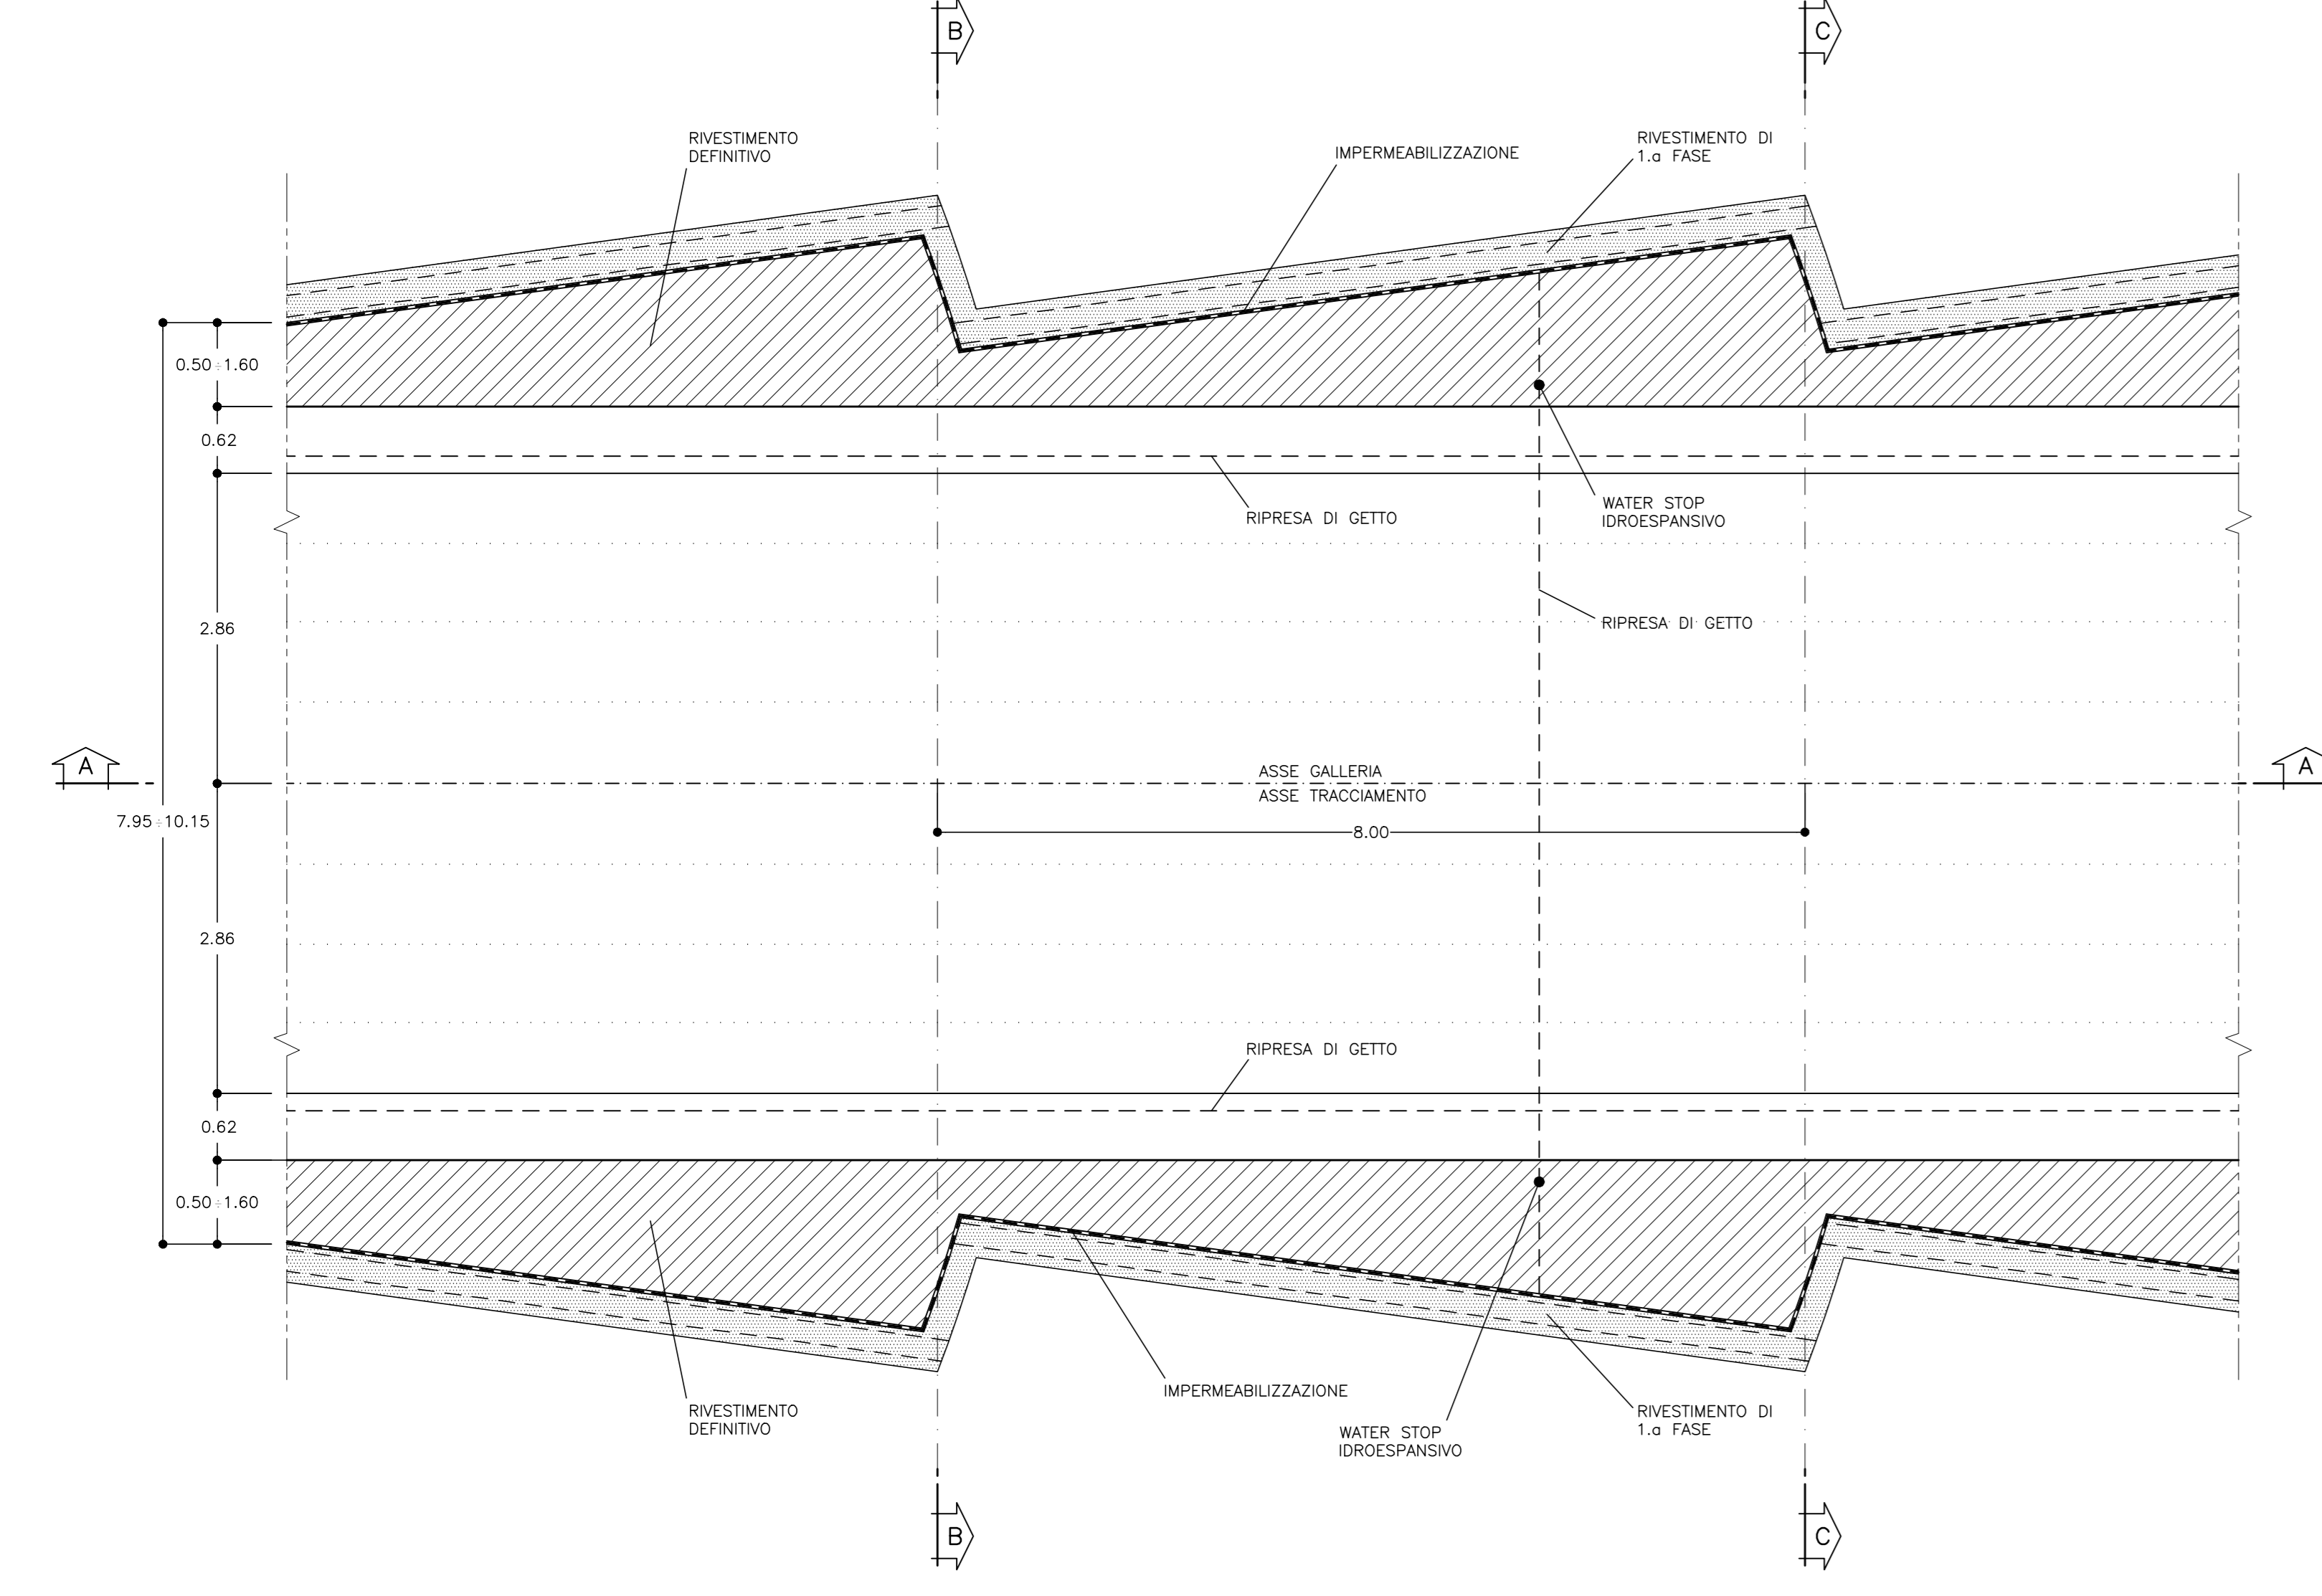 B
C
RIVESTIMENTO
DEFINITIVO
IMPERMEABILIZZAZIONE
RIVESTIMENTO DI
1.a FASE
0.50÷1.60
0.62
RIPRESA DI GETTO
WATER STOP
IDROESPANSIVO
2.86
RIPRESA DI GETTO
A
ASSE GALLERIA
A
ASSE TRACCIAMENTO
7.95÷10.15
8.00
2.86
RIPRESA DI GETTO
0.62
0.50÷1.60
IMPERMEABILIZZAZIONE
RIVESTIMENTO
DEFINITIVO
RIVESTIMENTO DI
1.a FASE
WATER STOP
IDROESPANSIVO
B
C